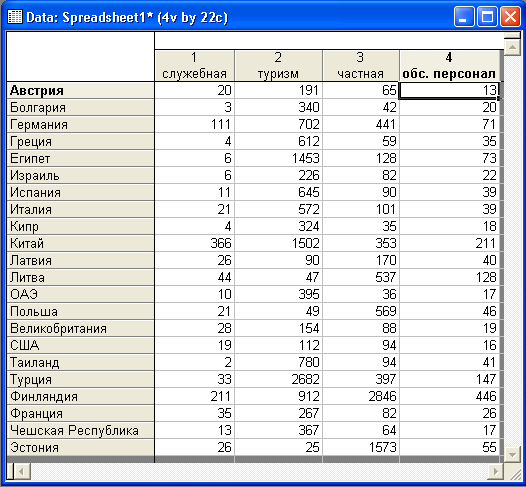 Data: Spreadsheet1* (4v by 22c)
1 2 3 4
служебная туризм частная обс. персонал
Австрия 20 191 65 13
Болгария 3 340 42 20
Германия 111 702 441 71
Греция 4 612 59 35
Египет 6 1453 128 73
Израиль 6 226 82 22
Испания 11 645 90 39
Италия 21 572 101 39
Кипр 4 324 35 18
Китай 366 1502 353 211
Латвия 26 90 170 40
Литва 44 47 537 128
ОАЭ 10 395 36 17
Польша 21 49 569 46
Великобритания 28 154 88 19
США 19 112 94 16
Таиланд 2 780 94 41
Турция 33 2682 397 147
Финляндия 211 912 2846 446
Франция 35 267 82 26
Чешская Республика 13 367 64 17
Эстония 26 25 1573 55